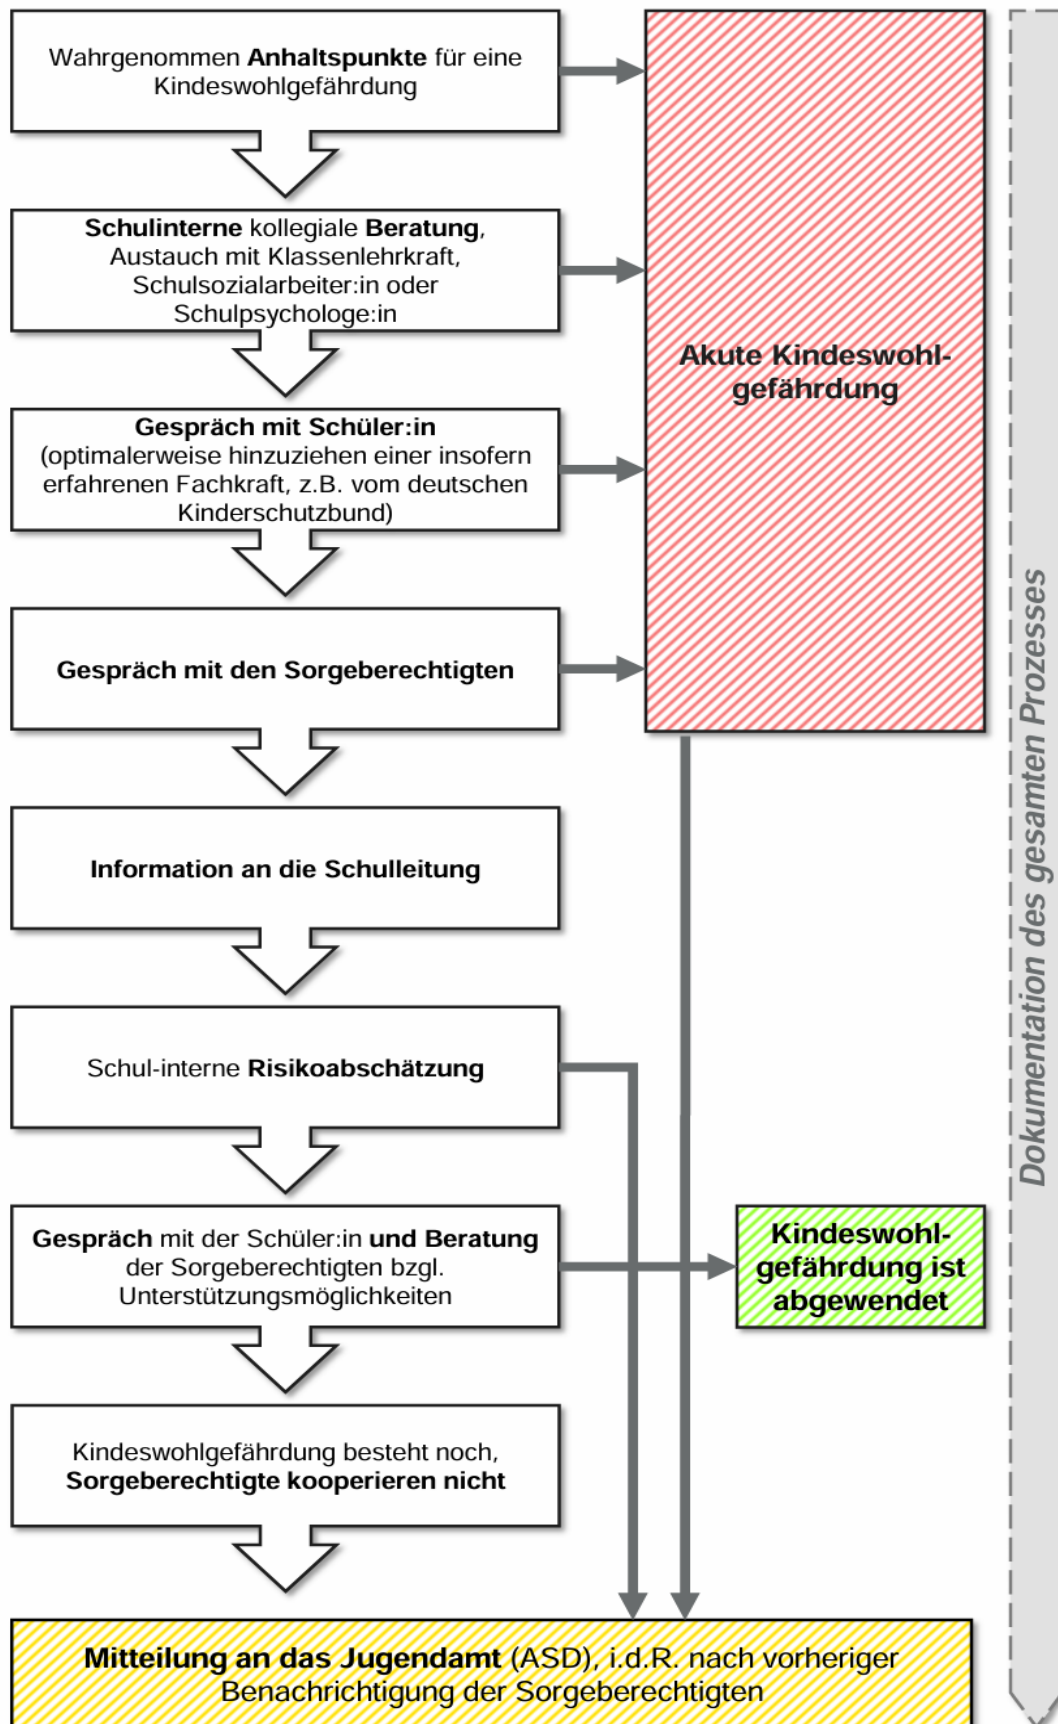 Wahrgenommen Anhaltspunkte für eine
Kindeswohlgefährdung
Schulinterne kollegiale Beratung,
Austausch mit Klassenlehrkraft,
Schulsozialarbeiter:in oder
Schulpsychologe:in
Gespräch mit Schüler:in
(optimalerweise hinzuziehen einer insofern
erfahrenen Fachkraft, z.B. vom deutschen
Kinderschutzbund)
Gespräch mit den Sorgeberechtigten
Information an die Schulleitung
Schul-interne Risikoabschätzung
Gespräch mit der Schüler:in und Beratung
der Sorgeberechtigten bzgl.
Unterstützungsmöglichkeiten
Kindeswohlgefährdung besteht noch,
Sorgeberechtigte kooperieren nicht
Mitteilung an das Jugendamt (ASD), i.d.R. nach vorheriger
Benachrichtigung der Sorgeberechtigten
Akute Kindeswohl-
gefährdung
Kindeswohl-
gefährdung ist
abgewendet
Dokumentation des gesamten Prozesses